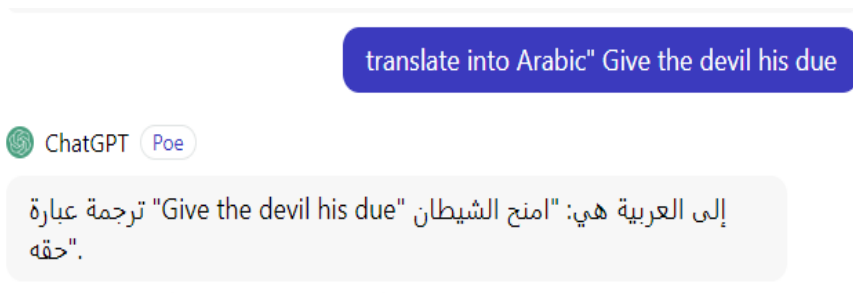 translate into Arabic" Give the devil his due
ChatGPT Poe
ترجمة عبارة "Give the devil his due" إلى العربية هي: "امنح الشيطان
حقه".